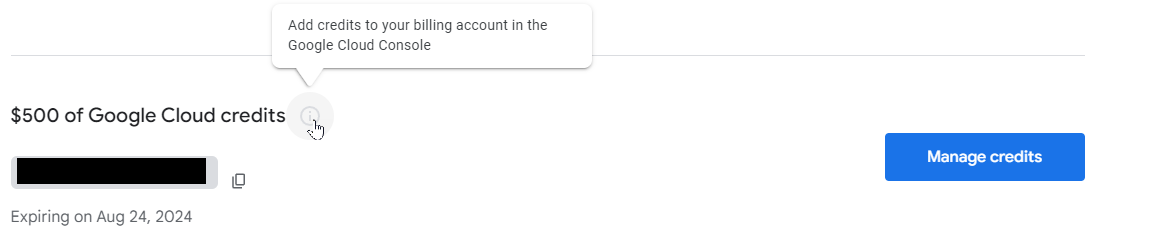 Add credits to your billing account in the
Google Cloud Console
$500 of Google Cloud credits
Manage credits
Expiring on Aug 24, 2024